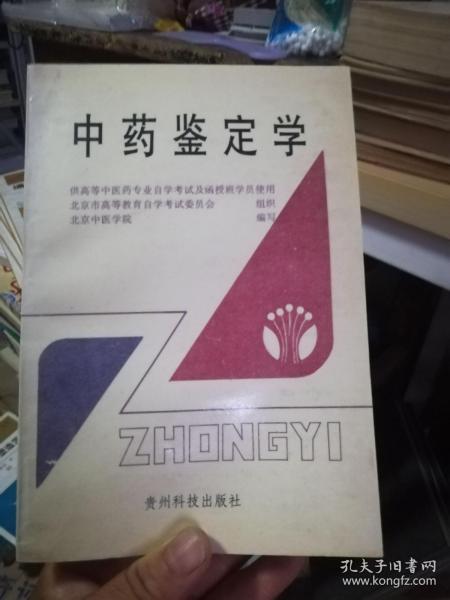 中药鉴定学
供高等中医药专业自学考试及函授班学员使用
北京市高等教育自学考试委员会 组织
北京中医学院 编写
ZHONGYI
贵州科技出版社
孔夫子旧书网
www.kongfz.com